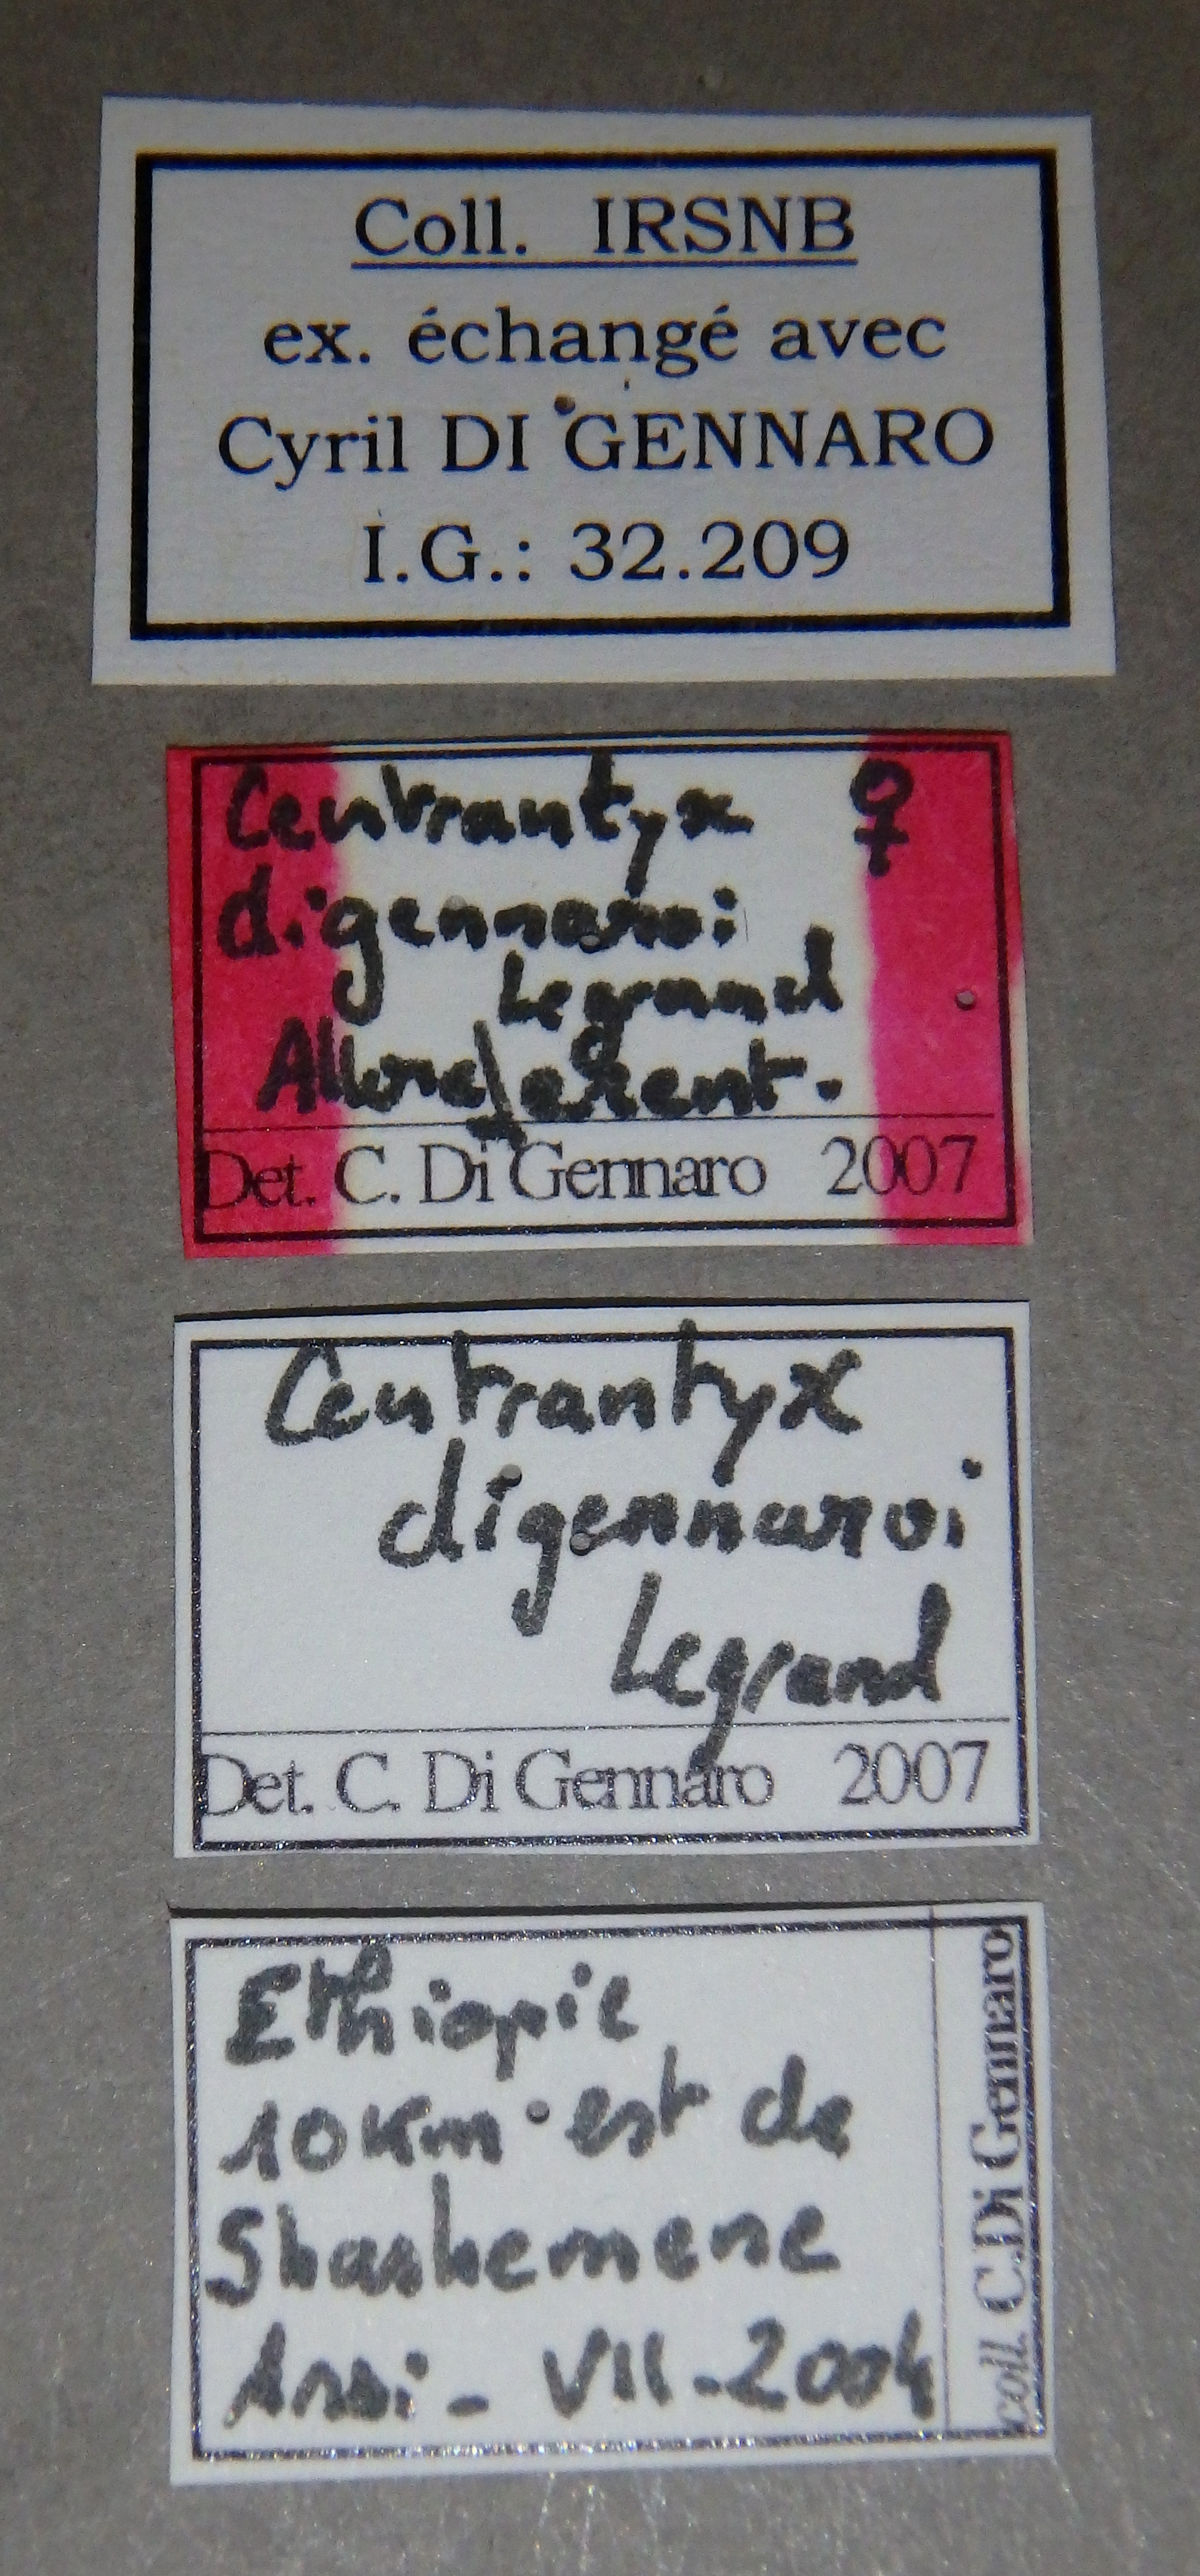 Coll. IRSNB
ex. échangé avec
Cyril DI GENNARO
I.G.: 32.209
Centrantyx ♀
digennaroi
Legrand
Det. C. Di Gennaro 2007
Centrantyx
digennaroi
Legrand
Det. C. Di Gennaro 2007
Ethiopie
10 Km est de
Shashemene
Arsi - VII - 2004
coll. C.Di Gennaro